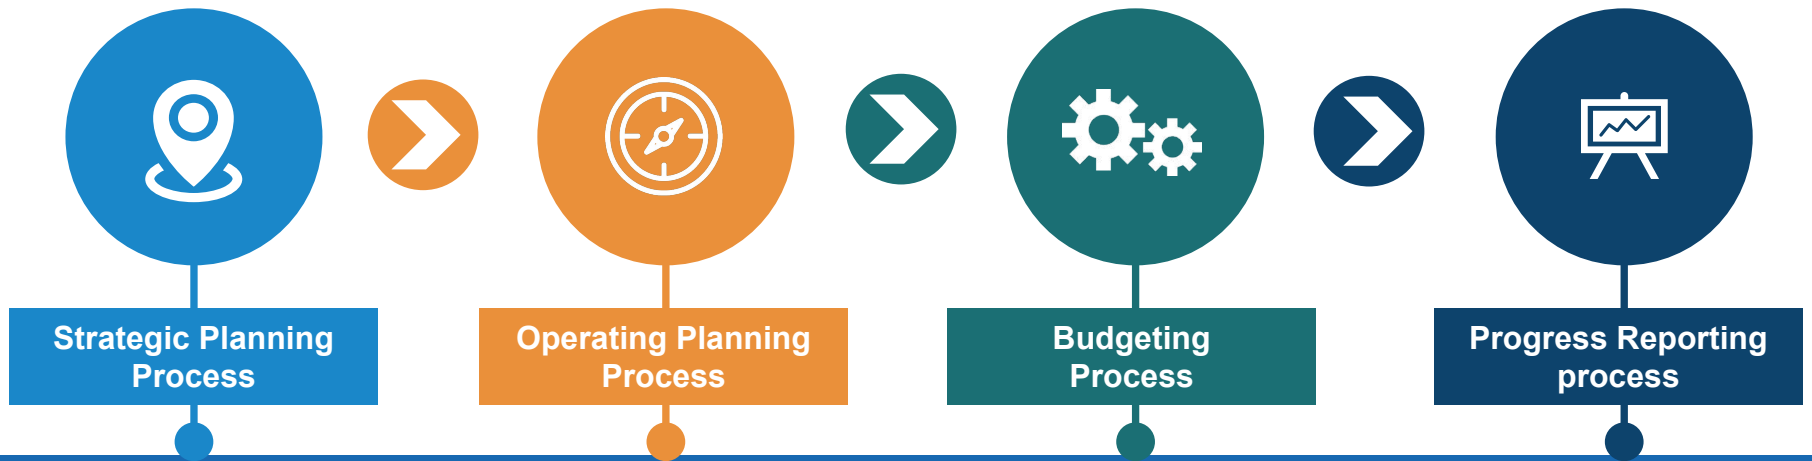 Strategic Planning
Process
Operating Planning
Process
Budgeting
Process
Progress Reporting
process